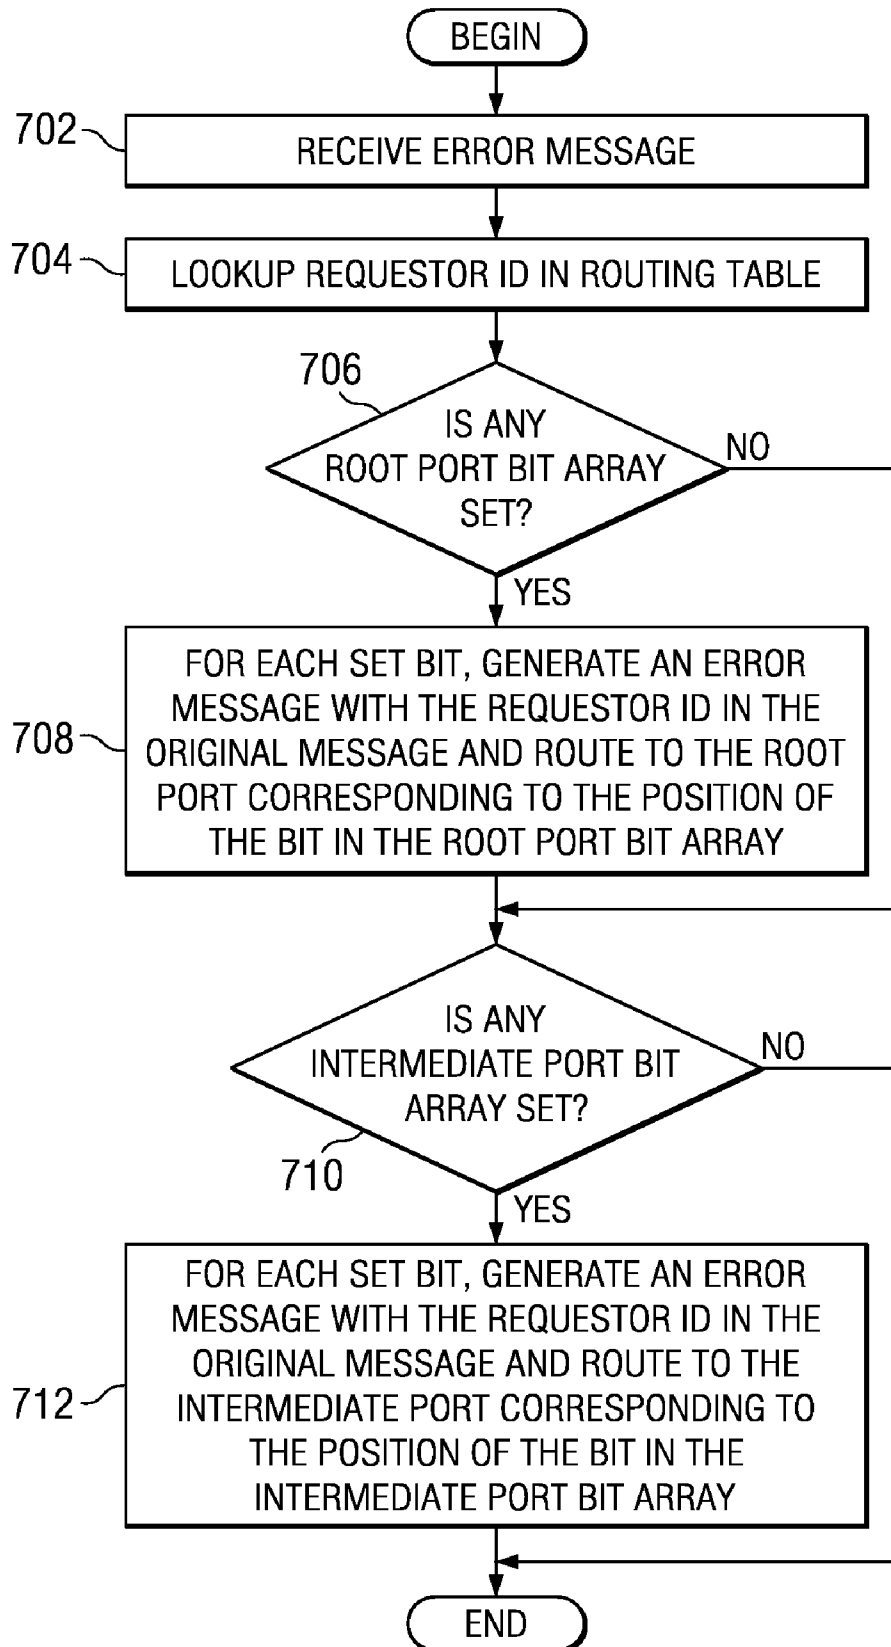 BEGIN
702
RECEIVE ERROR MESSAGE
704
LOOKUP REQUESTOR ID IN ROUTING TABLE
706
IS ANY
ROOT PORT BIT ARRAY
SET?
NO
YES
708
FOR EACH SET BIT, GENERATE AN ERROR
MESSAGE WITH THE REQUESTOR ID IN THE
ORIGINAL MESSAGE AND ROUTE TO THE ROOT
PORT CORRESPONDING TO THE POSITION OF
THE BIT IN THE ROOT PORT BIT ARRAY
IS ANY
INTERMEDIATE PORT BIT
ARRAY SET?
NO
710
YES
712
FOR EACH SET BIT, GENERATE AN ERROR
MESSAGE WITH THE REQUESTOR ID IN THE
ORIGINAL MESSAGE AND ROUTE TO THE
INTERMEDIATE PORT CORRESPONDING TO
THE POSITION OF THE BIT IN THE
INTERMEDIATE PORT BIT ARRAY
END